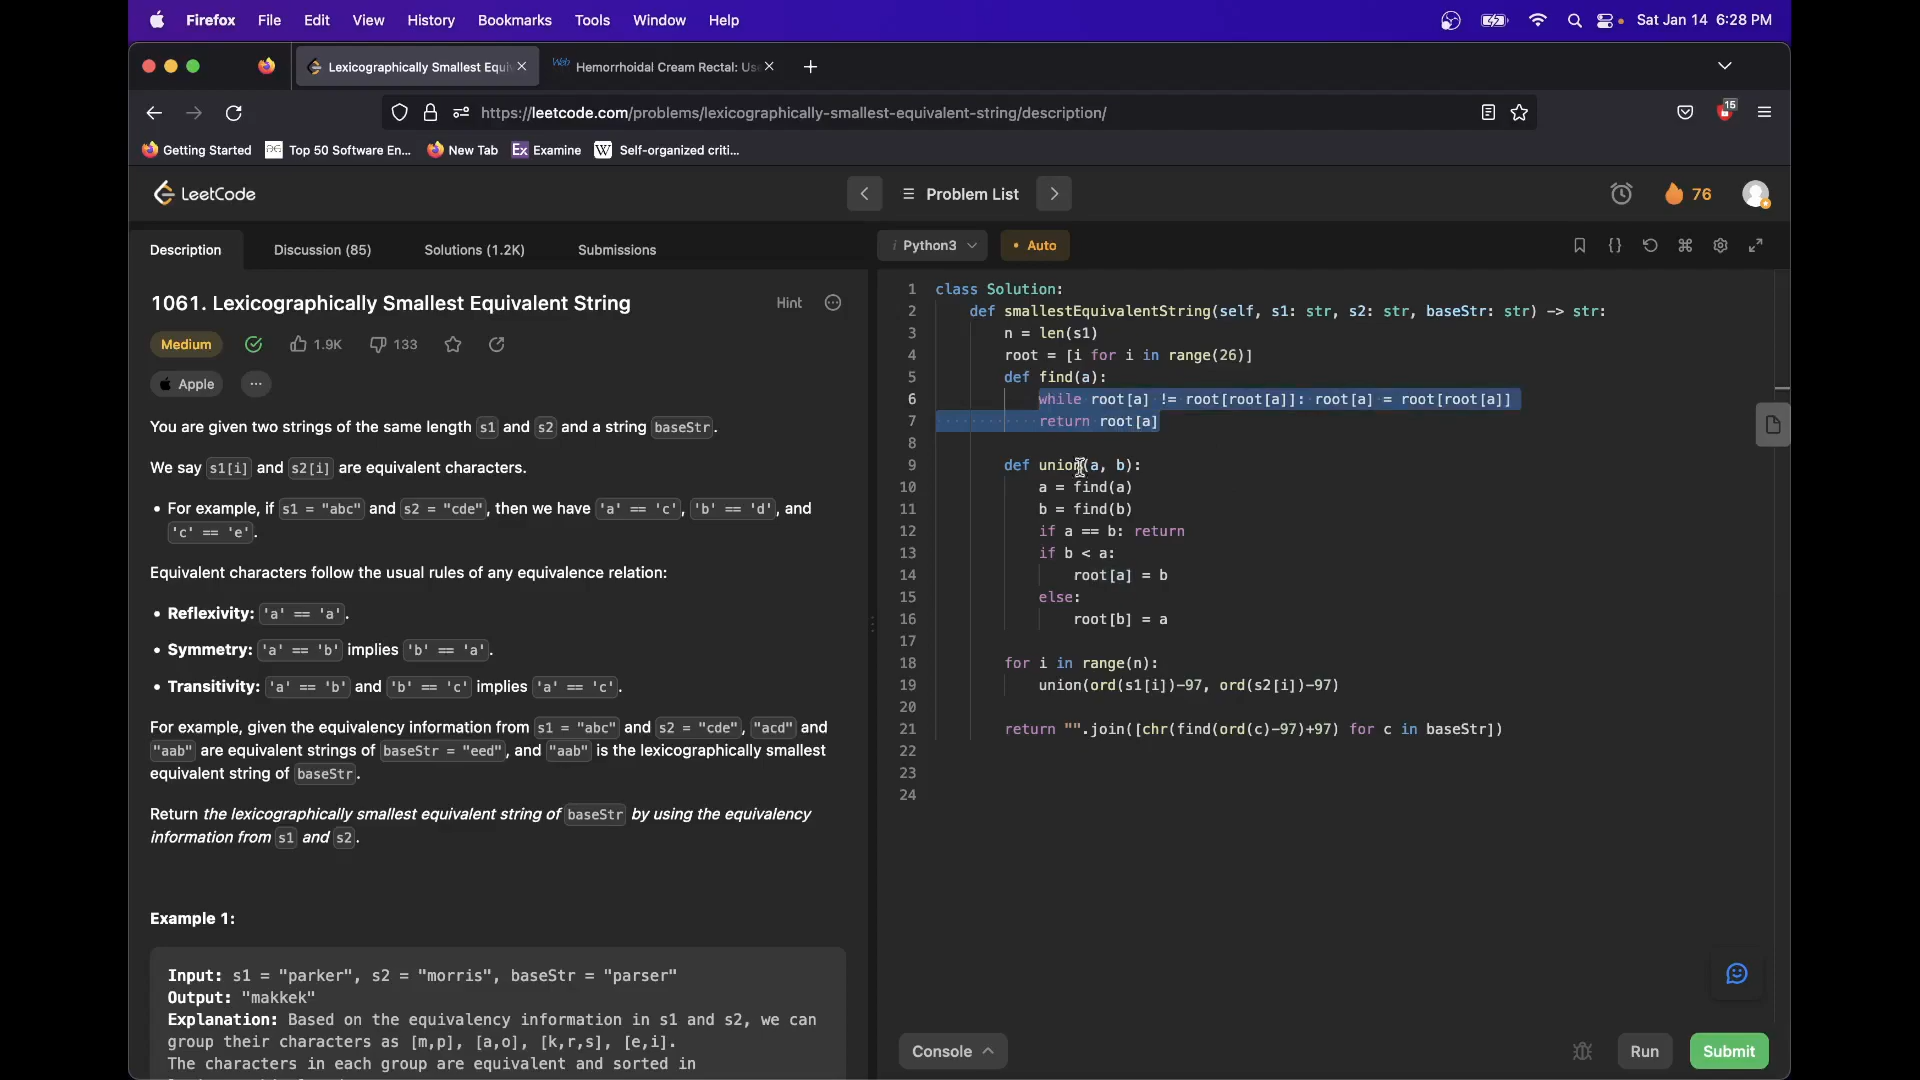 Firefox File Edit View History Bookmarks Tools Window Help Sat Jan 14 6:28 PM
Lexicographically Smallest Equi Hemorrhoidal Cream Rectal: Us
https://leetcode.com/problems/lexicographically-smallest-equivalent-string/description/ 15
Getting Started Top 50 Software En... New Tab Ex Examine W Self-organized criti...
LeetCode Problem List 76
Description Discussion (85) Solutions (1.2K) Submissions
1061. Lexicographically Smallest Equivalent String Hint
Medium 1.9K 133
Apple ...
You are given two strings of the same length s1 and s2 and a string baseStr.
We say s1[i] and s2[i] are equivalent characters.
• For example, if s1 = "abc" and s2 = "cde", then we have 'a' == 'c', 'b' == 'd', and
'c' == 'e'.
Equivalent characters follow the usual rules of any equivalence relation:
• Reflexivity: 'a' == 'a'.
• Symmetry: 'a' == 'b' implies 'b' == 'a'.
• Transitivity: 'a' == 'b' and 'b' == 'c' implies 'a' == 'c'.
For example, given the equivalency information from s1 = "abc" and s2 = "cde", "acd" and
"aab" are equivalent strings of baseStr = "eed", and "aab" is the lexicographically smallest
equivalent string of baseStr.
Return the lexicographically smallest equivalent string of baseStr by using the equivalency
information from s1 and s2.
Example 1:
Input: s1 = "parker", s2 = "morris", baseStr = "parser"
Output: "makkek"
Explanation: Based on the equivalency information in s1 and s2, we can
group their characters as [m,p], [a,o], [k,r,s], [e,i].
The characters in each group are equivalent and sorted in
i Python3 • Auto
1 class Solution:
2 def smallestEquivalentString(self, s1: str, s2: str, baseStr: str) -> str:
3 n = len(s1)
4 root = [i for i in range(26)]
5 def find(a):
6 while root[a] != root[root[a]]: root[a] = root[root[a]]
7 return root[a]
8
9 def union(a, b):
10 a = find(a)
11 b = find(b)
12 if a == b: return
13 if b < a:
14 root[a] = b
15 else:
16 root[b] = a
17
18 for i in range(n):
19 union(ord(s1[i])-97, ord(s2[i])-97)
20
21 return "".join([chr(find(ord(c)-97)+97) for c in baseStr])
22
23
24
Console Run Submit